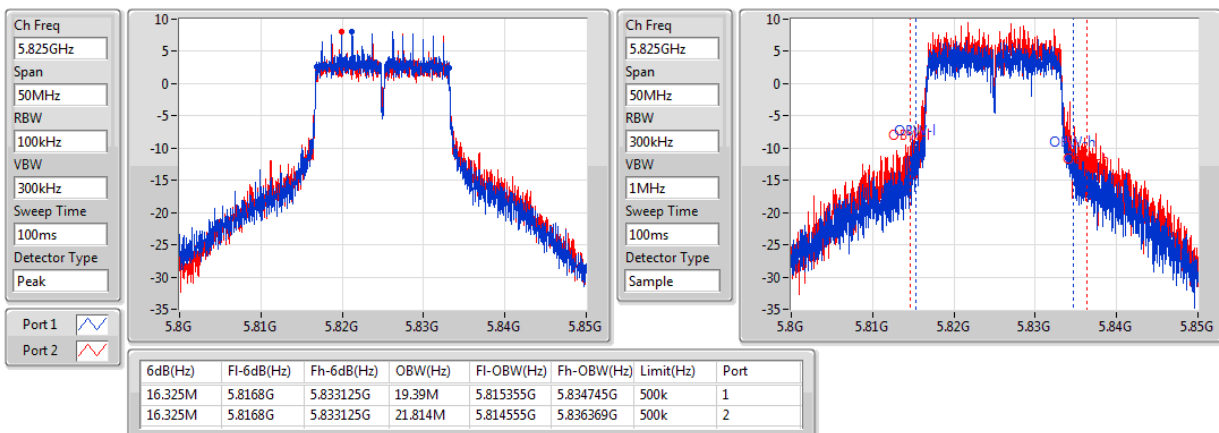 Ch Freq
5.825GHz
Span
50MHz
RBW
100kHz
VBW
300kHz
Sweep Time
100ms
Detector Type
Peak
Port 1
Port 2
10
5
0
-5
-10
-15
-20
-25
-30
-35
5.8G 5.81G 5.82G 5.83G 5.84G 5.85G
Ch Freq
5.825GHz
Span
50MHz
RBW
300kHz
VBW
1MHz
Sweep Time
100ms
Detector Type
Sample
10
5
0
-5
-10
-15
-20
-25
-30
-35
OBW-l
OBW-h
5.8G 5.81G 5.82G 5.83G 5.84G 5.85G
6dB(Hz) Fl-6dB(Hz) Fh-6dB(Hz) OBW(Hz) Fl-OBW(Hz) Fh-OBW(Hz) Limit(Hz) Port
16.325M 5.8168G 5.833125G 19.39M 5.815355G 5.834745G 500k 1
16.325M 5.8168G 5.833125G 21.814M 5.814555G 5.836369G 500k 2